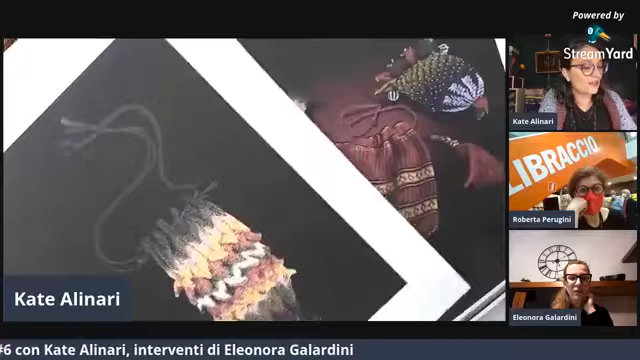 Powered by
StreamYard
Kate Alinari
LIBRACCIO
Roberta Perugini
Eleonora Galardini
Kate Alinari
#6 con Kate Alinari, interventi di Eleonora Galardini